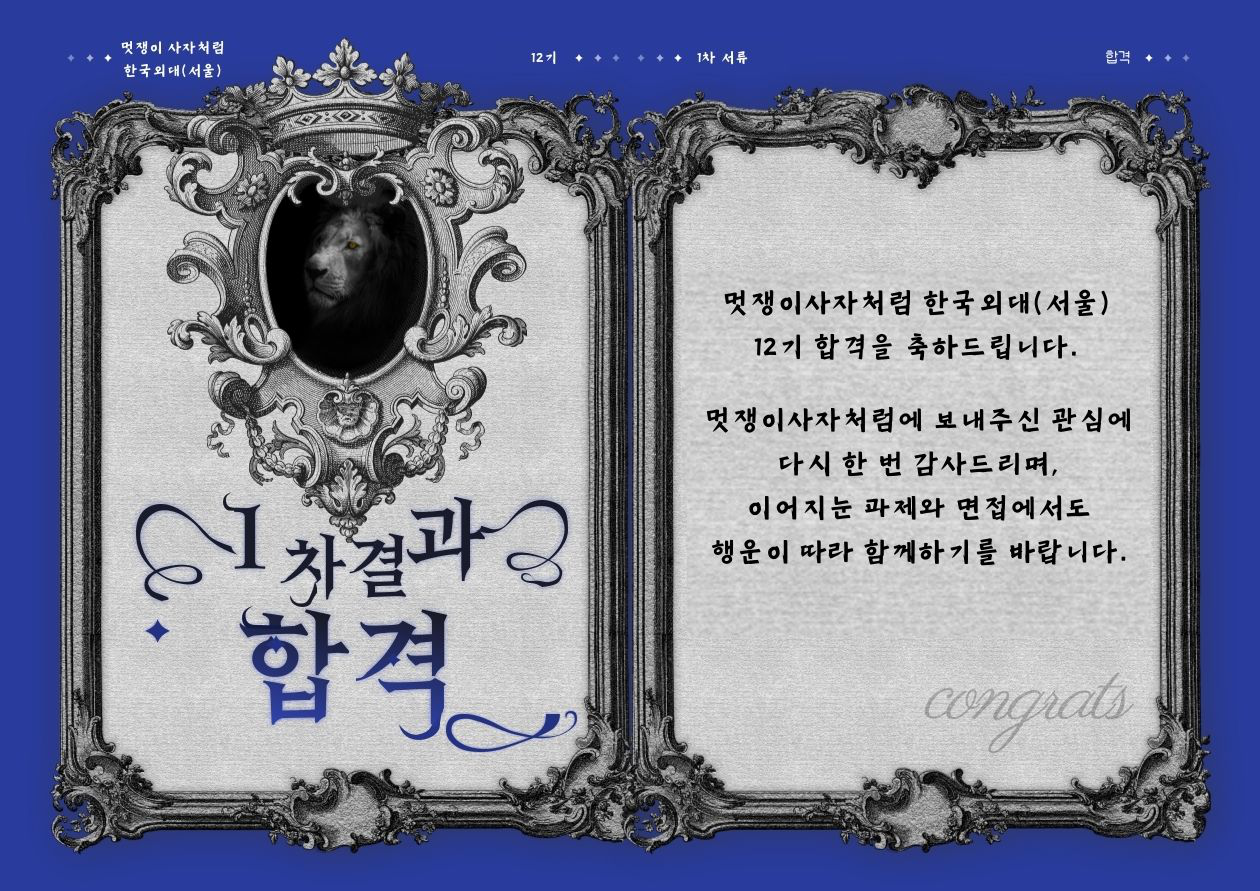 멋쟁이 사자처럼
한국외대(서울)
12기
1차 서류
합격
1차결과
합격
멋쟁이사자처럼 한국외대(서울)
12기 합격을 축하드립니다.
멋쟁이사자처럼에 보내주신 관심에
다시 한 번 감사드리며,
이어지눈 과제와 면접에서도
행운이 따라 함께하기를 바랍니다.
congrats